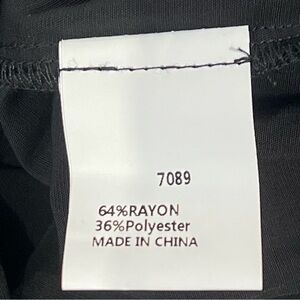 7089
64%RAYON
36%Polyester
MADE IN CHINA